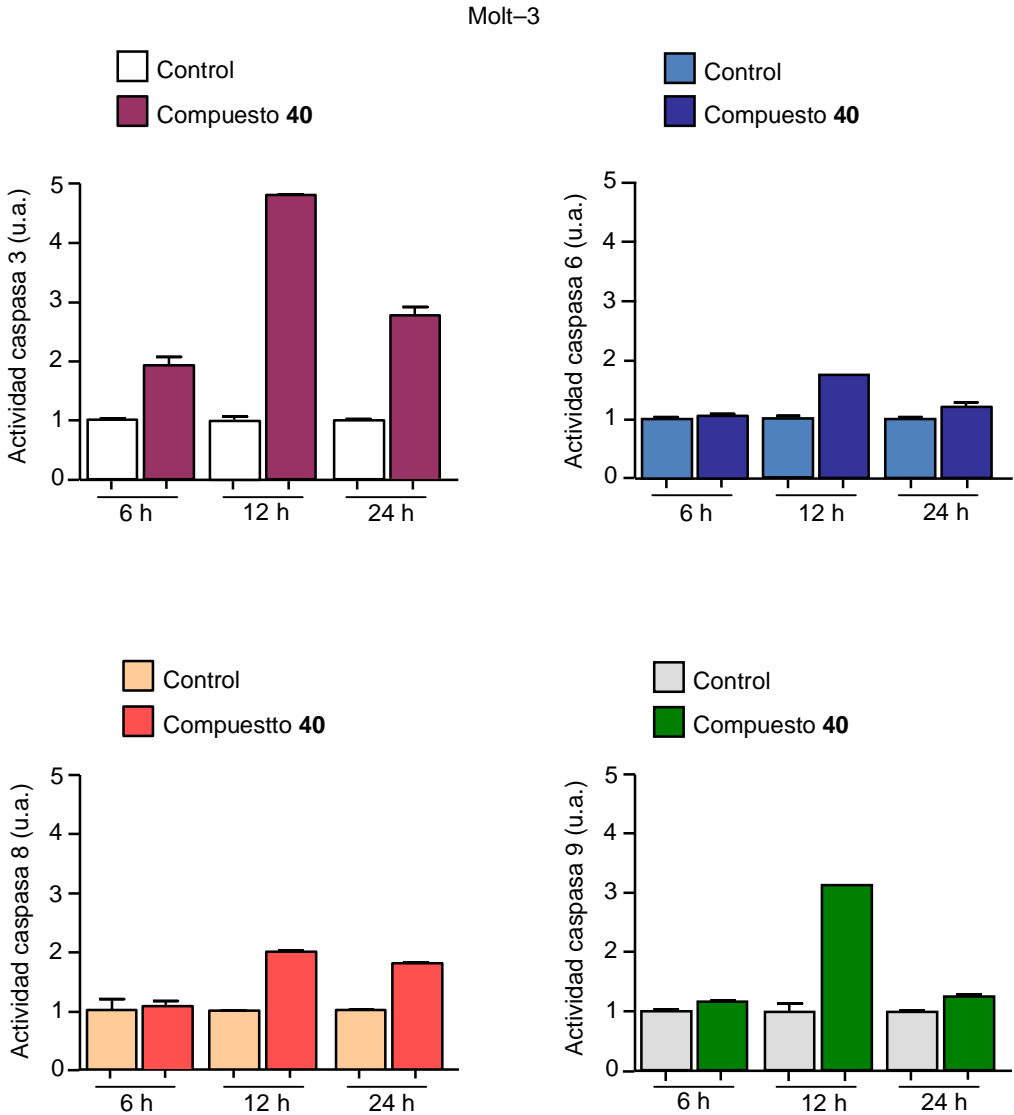 Molt–3
Control
Compuesto 40
Actividad caspasa 3 (u.a.)
5
4
3
2
1
0
6 h 12 h 24 h
Control
Compuesto 40
Actividad caspasa 6 (u.a.)
5
4
3
2
1
0
6 h 12 h 24 h
Control
Compuestto 40
Actividad caspasa 8 (u.a.)
5
4
3
2
1
0
6 h 12 h 24 h
Control
Compuesto 40
Actividad caspasa 9 (u.a.)
5
4
3
2
1
0
6 h 12 h 24 h